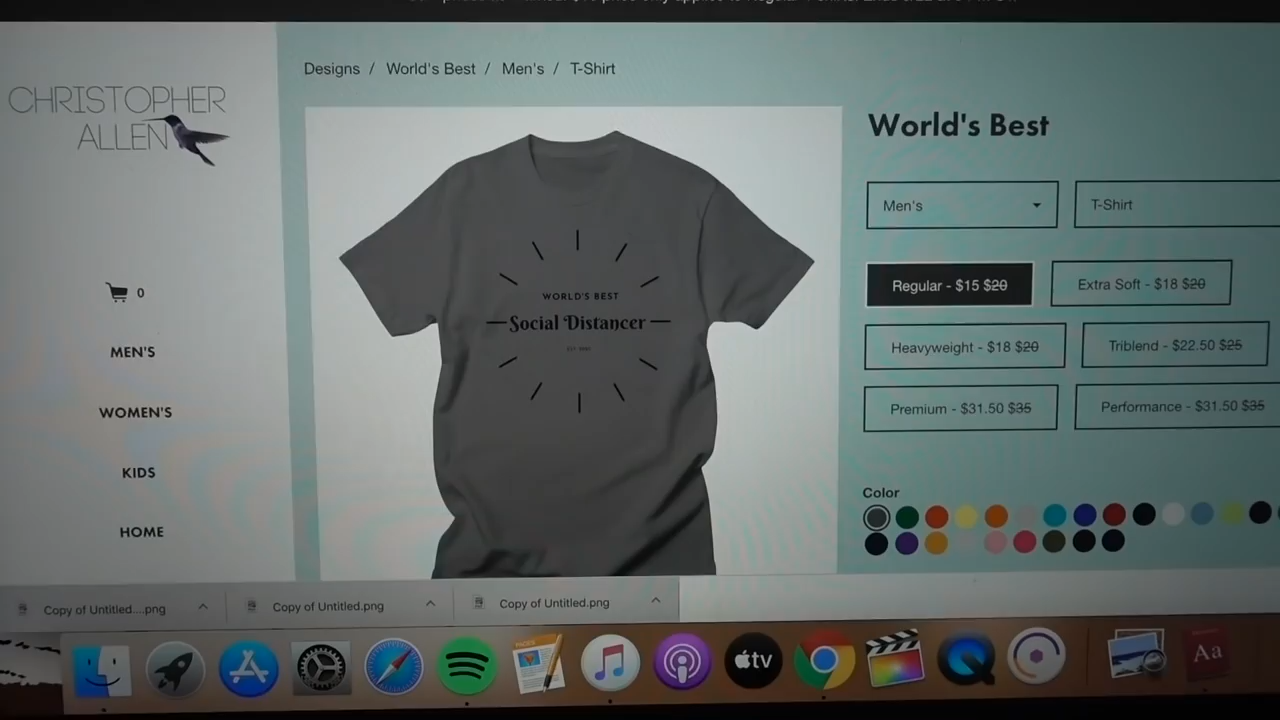 Designs / World's Best / Men's / T-Shirt
CHRISTOPHER
ALLEN
World's Best
Men's
T-Shirt
0
Regular - $15 $20
Extra Soft - $18 $20
WORLD'S BEST
Social Distancer
MEN'S
Heavyweight - $18 $20
Triblend - $22.50 $25
WOMEN'S
Premium - $31.50 $35
Performance - $31.50 $35
KIDS
Color
HOME
Copy of Untitled....png
Copy of Untitled.png
Copy of Untitled.png
tv
Aa